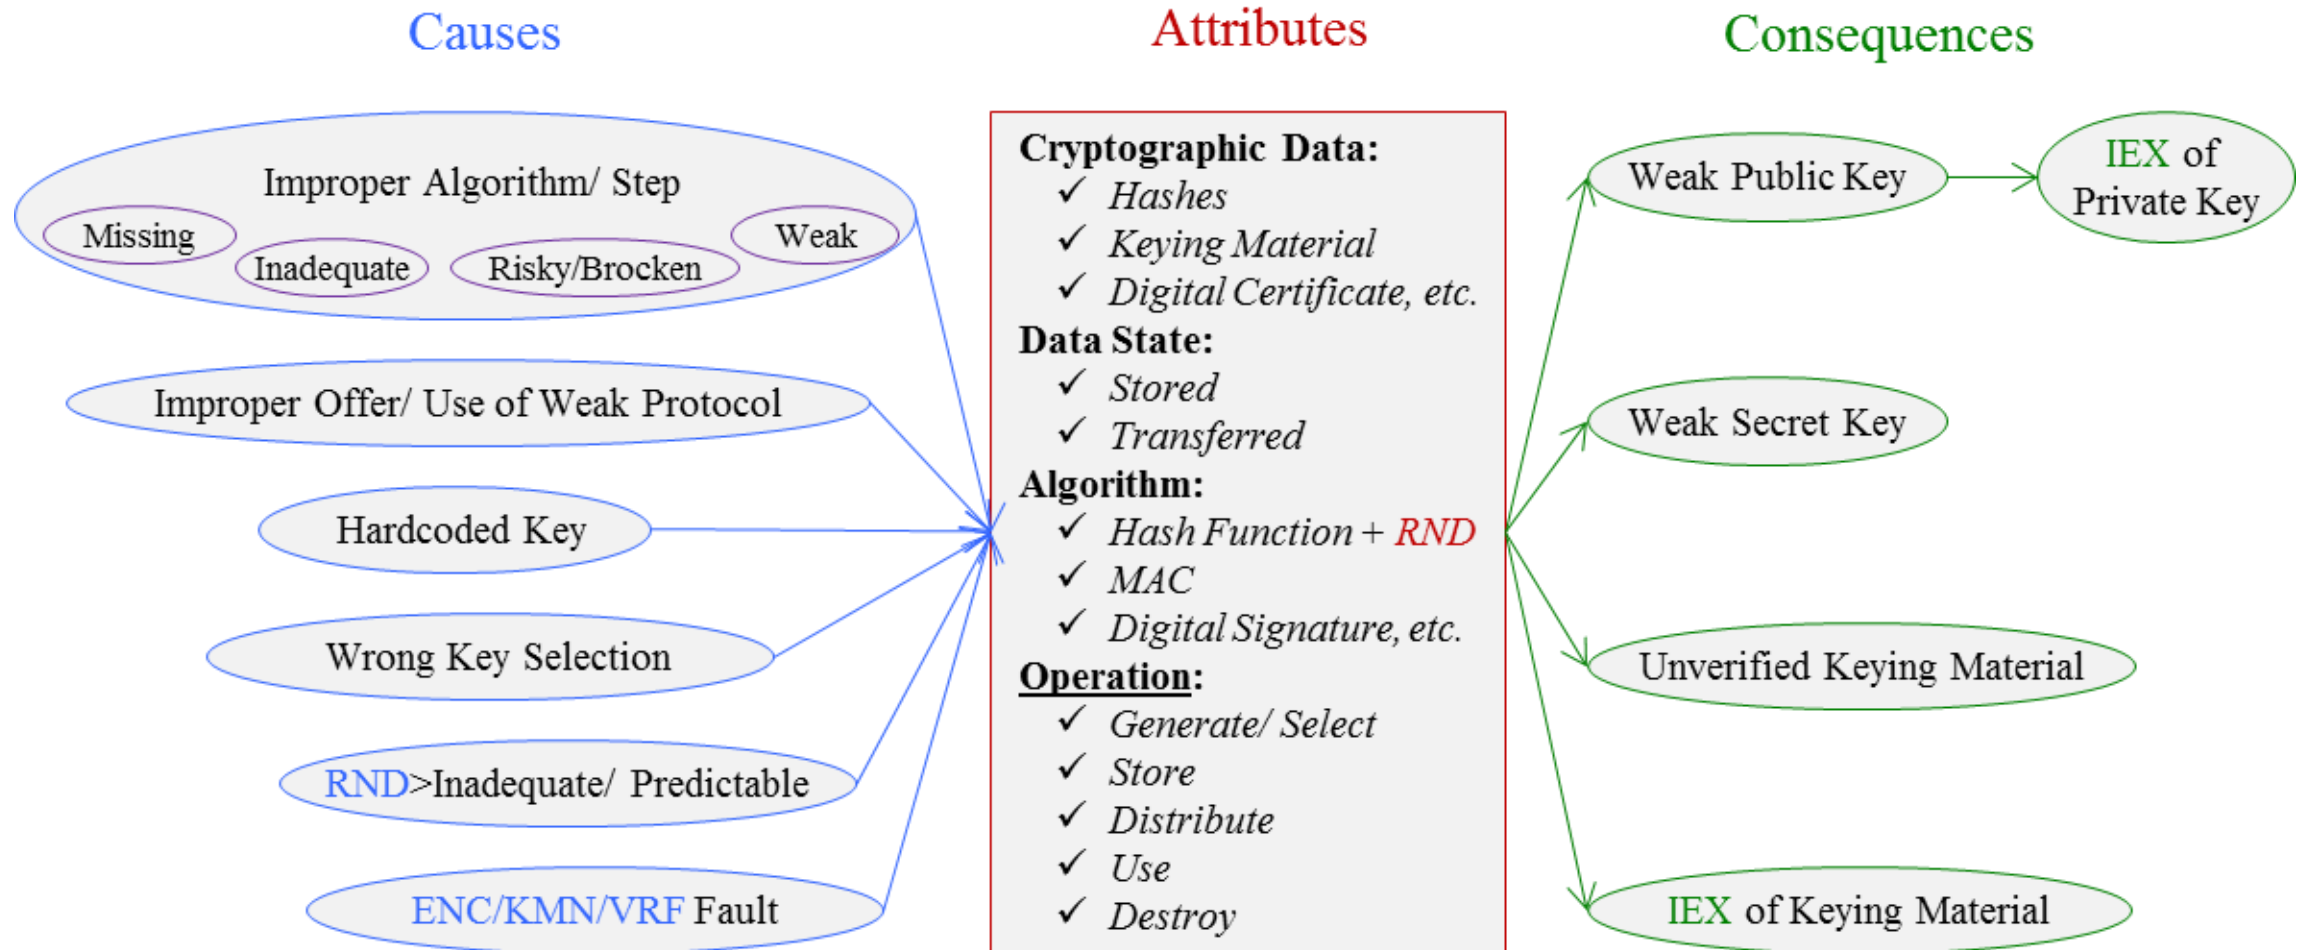 Causes
Attributes
Consequences
Improper Algorithm/ Step
Missing
Inadequate
Risky/Brocken
Weak
Improper Offer/ Use of Weak Protocol
Hardcoded Key
Wrong Key Selection
RND>Inadequate/ Predictable
ENC/KMN/VRF Fault
Cryptographic Data:
✓ Hashes
✓ Keying Material
✓ Digital Certificate, etc.
Data State:
✓ Stored
✓ Transferred
Algorithm:
✓ Hash Function + RND
✓ MAC
✓ Digital Signature, etc.
Operation:
✓ Generate/ Select
✓ Store
✓ Distribute
✓ Use
✓ Destroy
Weak Public Key
IEX of
Private Key
Weak Secret Key
Unverified Keying Material
IEX of Keying Material